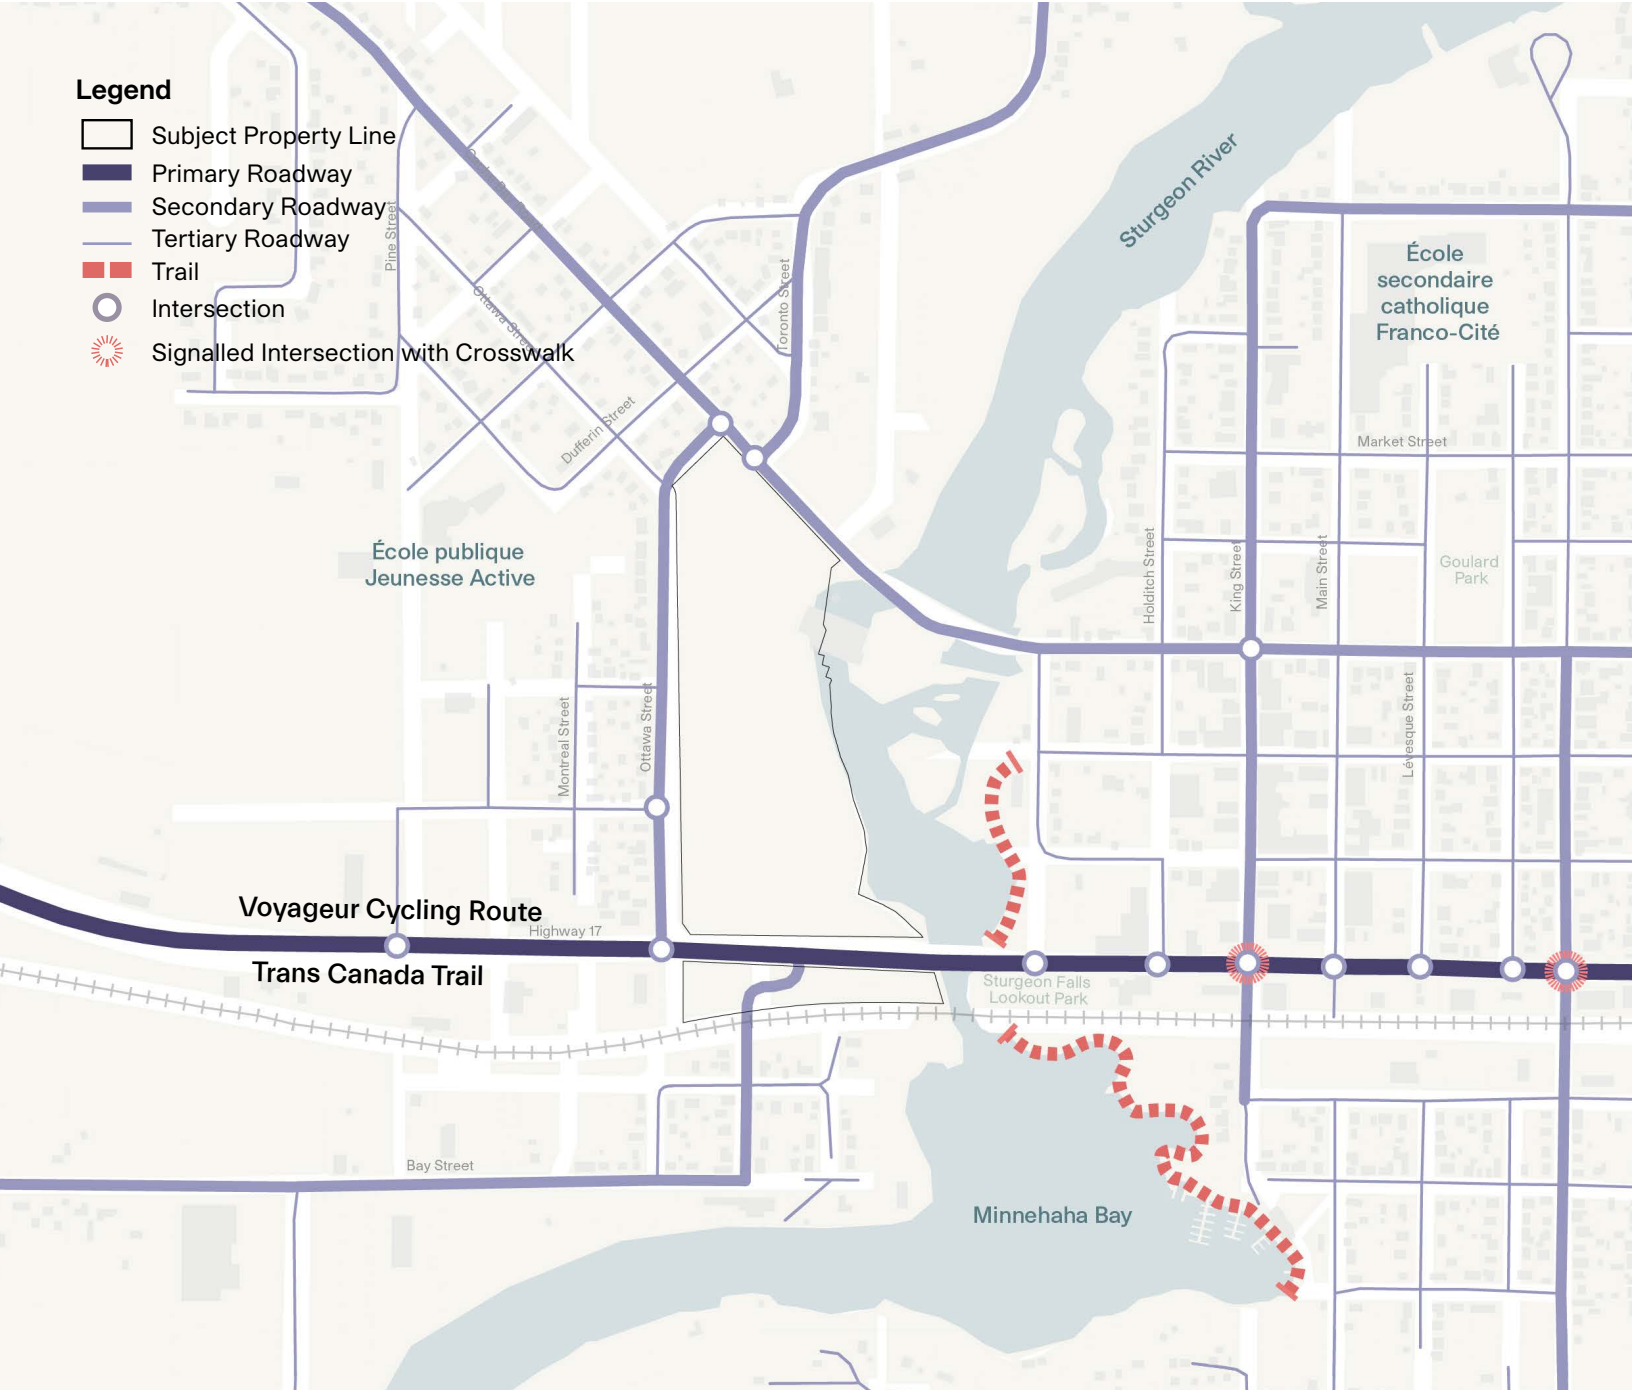 Legend
Subject Property Line
Primary Roadway
Secondary Roadway
Tertiary Roadway
Trail
Intersection
Signalled Intersection with Crosswalk
Pine Street
Ottawa Street
Dufferin Street
Toronto Street
Sturgeon River
École
secondaire
catholique
Franco-Cité
Market Street
École publique
Jeunesse Active
Holditch Street
King Street
Main Street
Goulard
Park
Montreal Street
Ottawa Street
Lévesque Street
Voyageur Cycling Route
Highway 17
Trans Canada Trail
Sturgeon Falls
Lookout Park
Bay Street
Minnehaha Bay